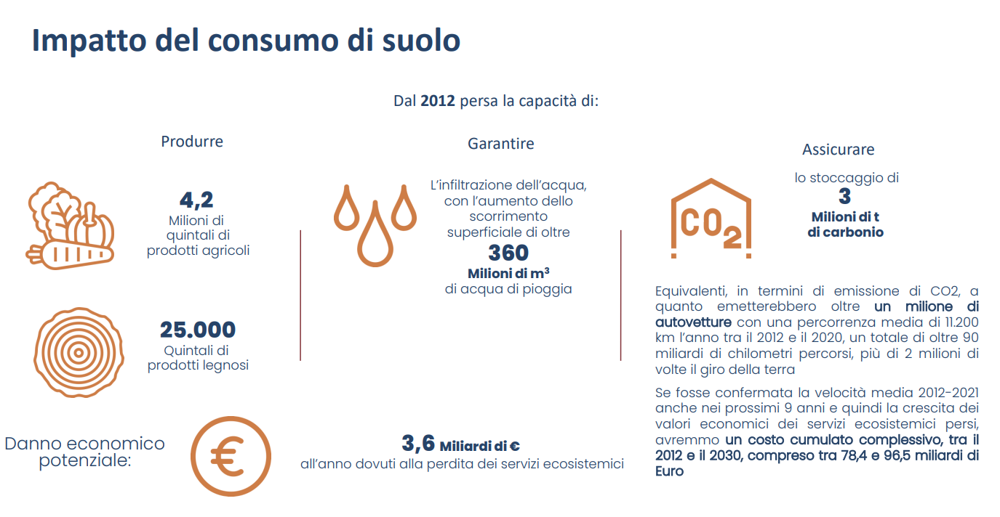 Impatto del consumo di suolo
Dal 2012 persa la capacità di:
Produrre
4,2
Milioni di
quintali di
prodotti agricoli
25.000
Quintali di
prodotti legnosi
Garantire
L’infiltrazione dell’acqua,
con l’aumento dello
scorrimento
superficiale di oltre
360
Milioni di m³
di acqua di pioggia
Assicurare
lo stoccaggio di
3
Milioni di t
di carbonio
CO2
Equivalenti, in termini di emissione di CO2, a
quanto emetterebbero oltre un milione di
autovetture con una percorrenza media di 11.200
km l’anno tra il 2012 e il 2020, un totale di oltre 90
miliardi di chilometri percorsi, più di 2 milioni di
volte il giro della terra
Se fosse confermata la velocità media 2012-2021
anche nei prossimi 9 anni e quindi la crescita dei
valori economici dei servizi ecosistemici persi,
avremmo un costo cumulato complessivo, tra il
2012 e il 2030, compreso tra 78,4 e 96,5 miliardi di
Euro
Danno economico
potenziale:
€
3,6 Miliardi di €
all’anno dovuti alla perdita dei servizi ecosistemici